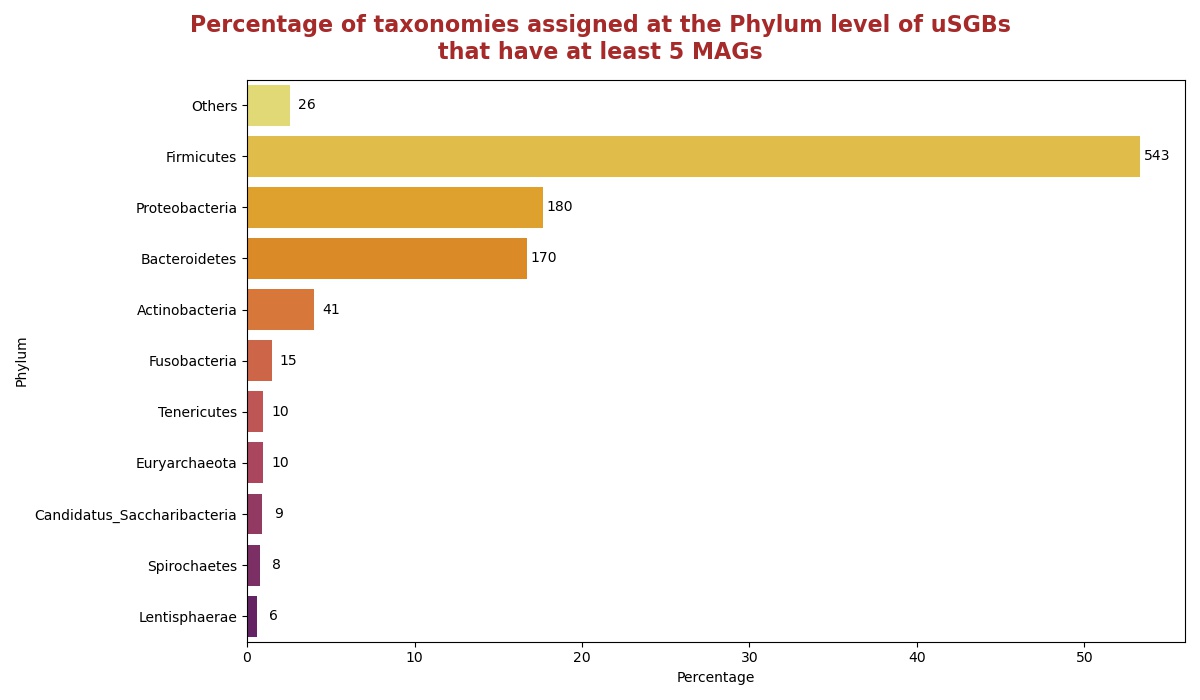 Percentage of taxonomies assigned at the Phylum level of uSGBs
that have at least 5 MAGs
Others 26
Firmicutes 543
Proteobacteria 180
Bacteroidetes 170
Actinobacteria 41
Fusobacteria 15
Tenericutes 10
Euryarchaeota 10
Candidatus_Saccharibacteria 9
Spirochaetes 8
Lentisphaerae 6
Phylum
0 10 20 30 40 50
Percentage